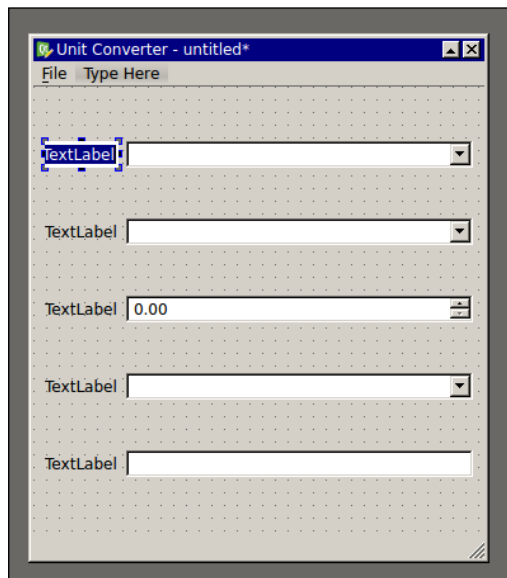 Unit Converter - untitled*
File Type Here
TextLabel
TextLabel
TextLabel 0.00
TextLabel
TextLabel